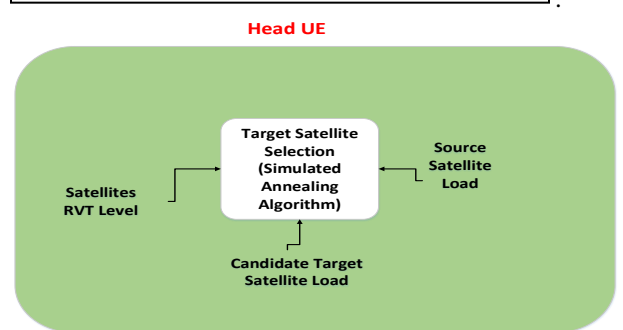 .
Head UE
Target Satellite
Selection
(Simulated
Annealing
Algorithm)
Source
Satellite
Load
Satellites
RVT Level
Candidate Target
Satellite Load